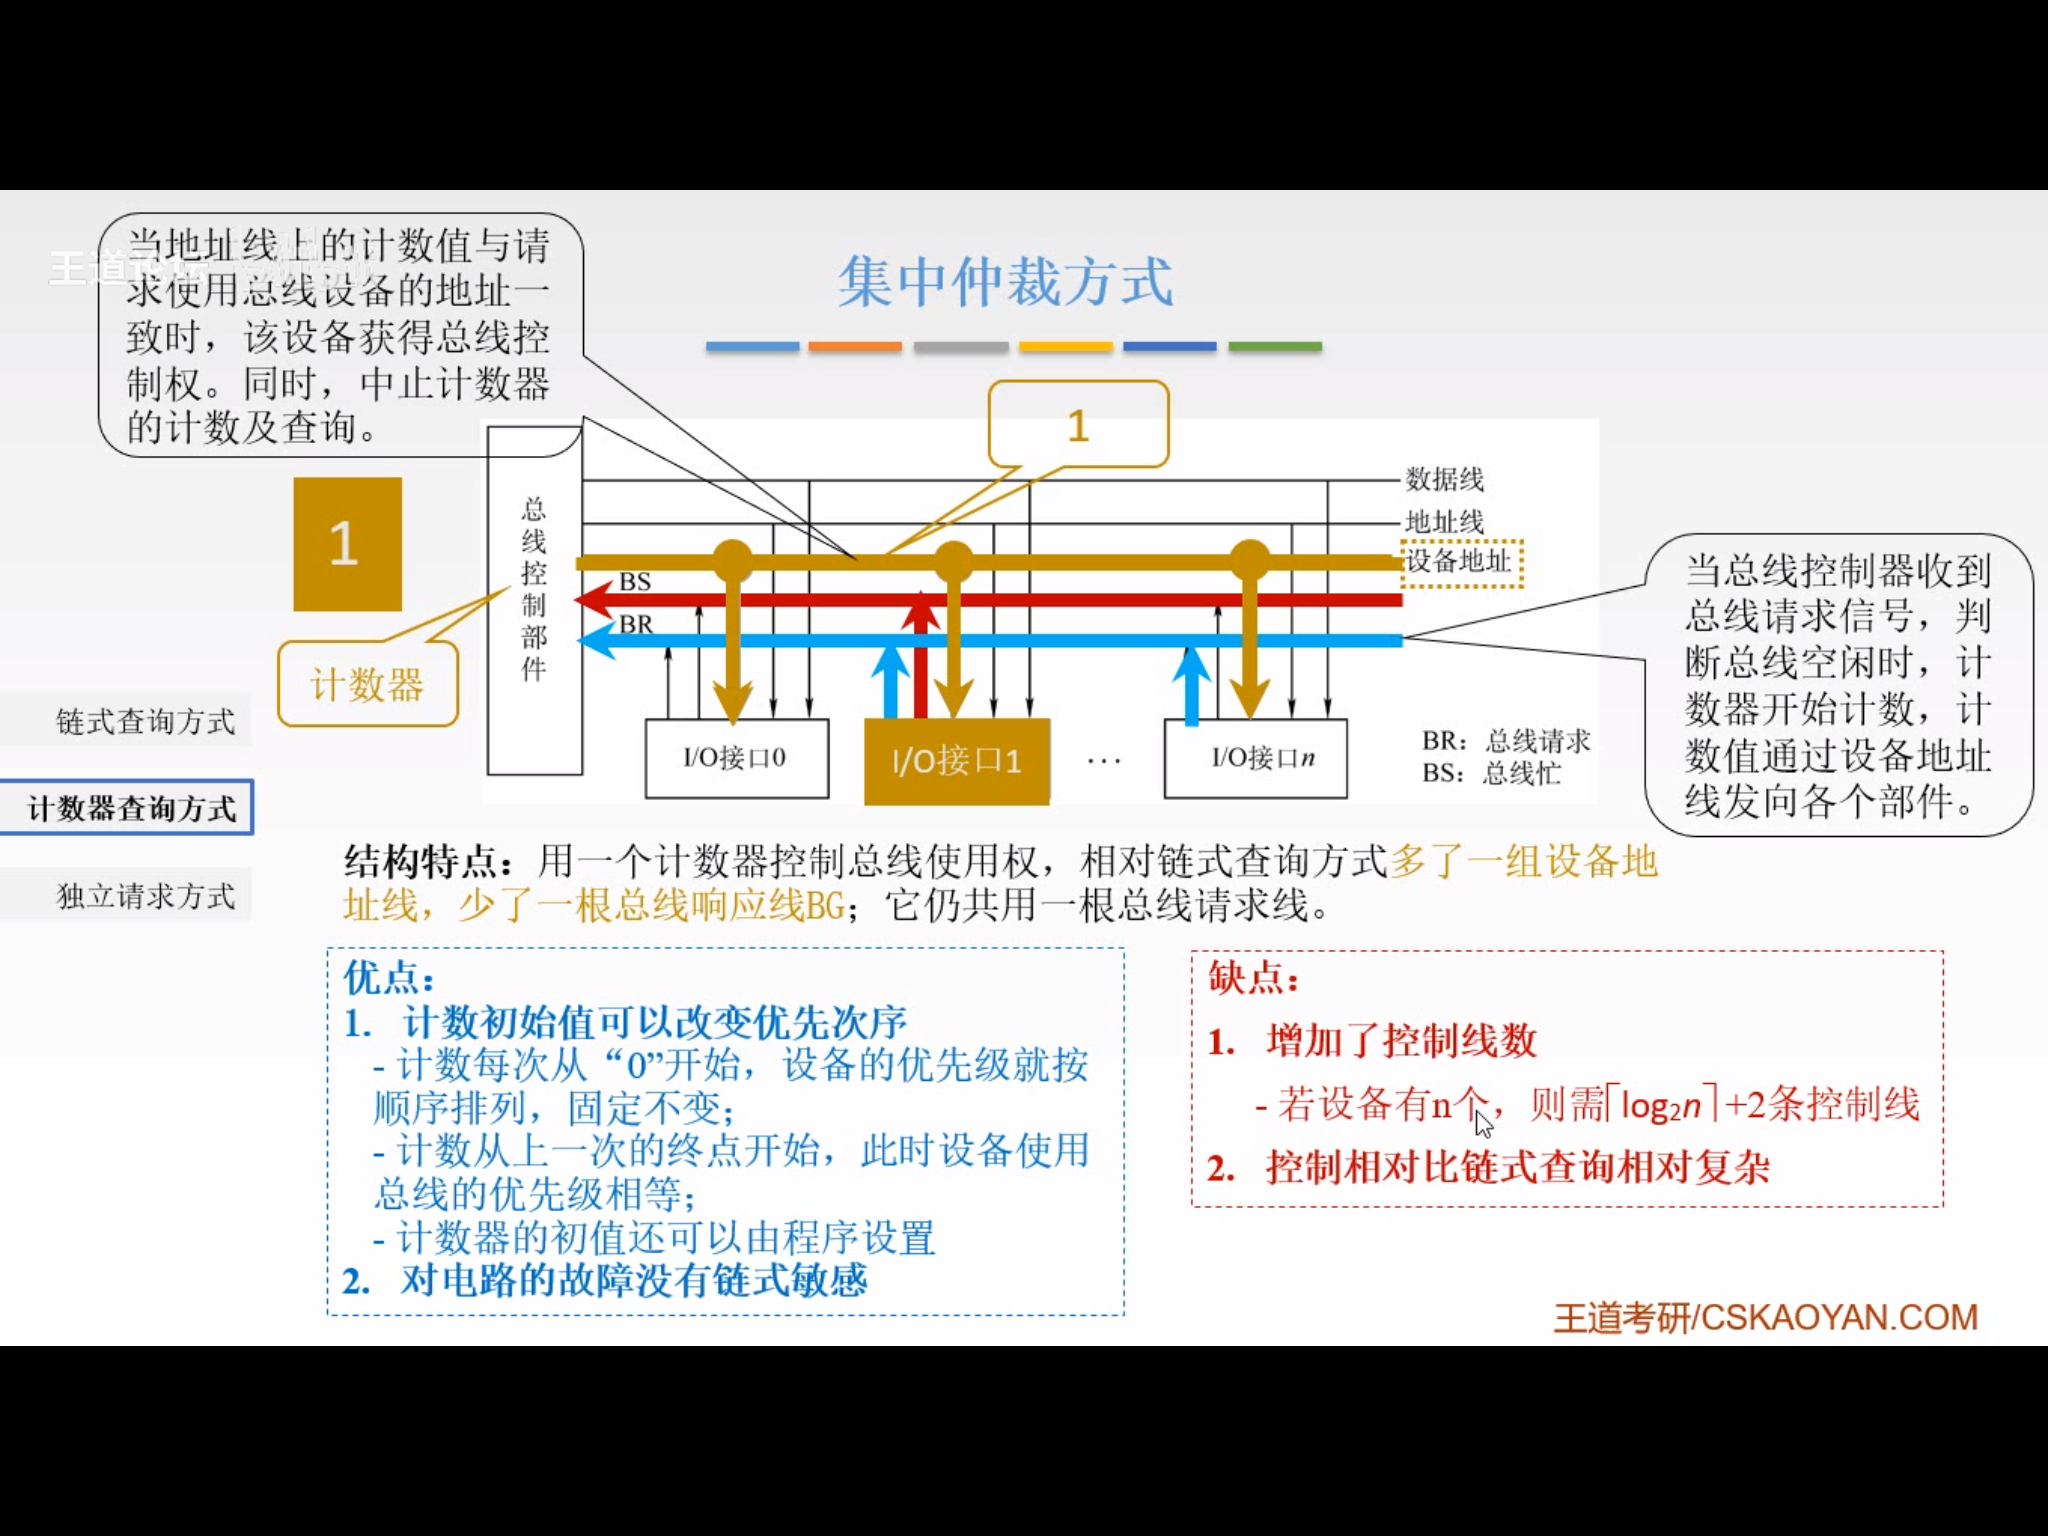 当地址线上的计数值与请
求使用总线设备的地址一
致时，该设备获得总线控
制权。同时，中止计数器
的计数及查询。
集中仲裁方式
1
1
计数器
总线控制部件
数据线
地址线
设备地址
BS
BR
I/O接口0
I/O接口1
…
I/O接口n
BR：总线请求
BS：总线忙
当总线控制器收到
总线请求信号，判
断总线空闲时，计
数器开始计数，计
数值通过设备地址
线发向各个部件。
链式查询方式
计数器查询方式
独立请求方式
结构特点：用一个计数器控制总线使用权，相对链式查询方式多了一组设备地
址线，少了一根总线响应线BG；它仍共用一根总线请求线。
优点：
1. 计数初始值可以改变优先次序
- 计数每次从“0”开始，设备的优先级就按
顺序排列，固定不变；
- 计数从上一次的终点开始，此时设备使用
总线的优先级相等；
- 计数器的初值还可以由程序设置
2. 对电路的故障没有链式敏感
缺点：
1. 增加了控制线数
- 若设备有n个，则需⌈log₂n⌉+2条控制线
2. 控制相对比链式查询相对复杂
王道考研/CSKAOYAN.COM